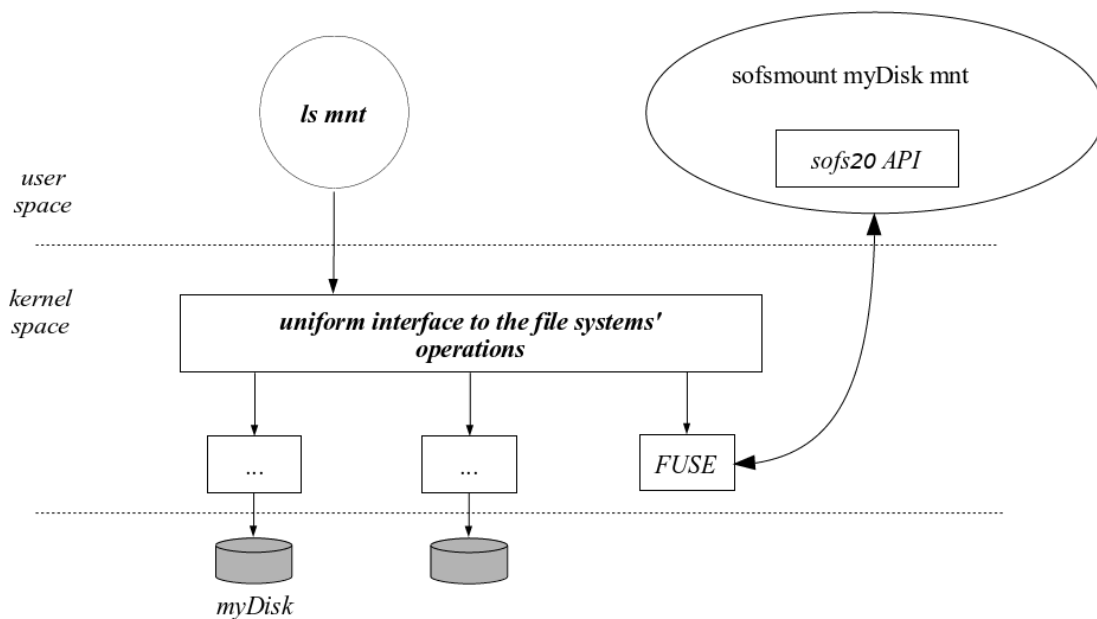 ls mnt
sofsmount myDisk mnt
sofs20 API
user
space
kernel
space
uniform interface to the file systems'
operations
...
...
FUSE
myDisk